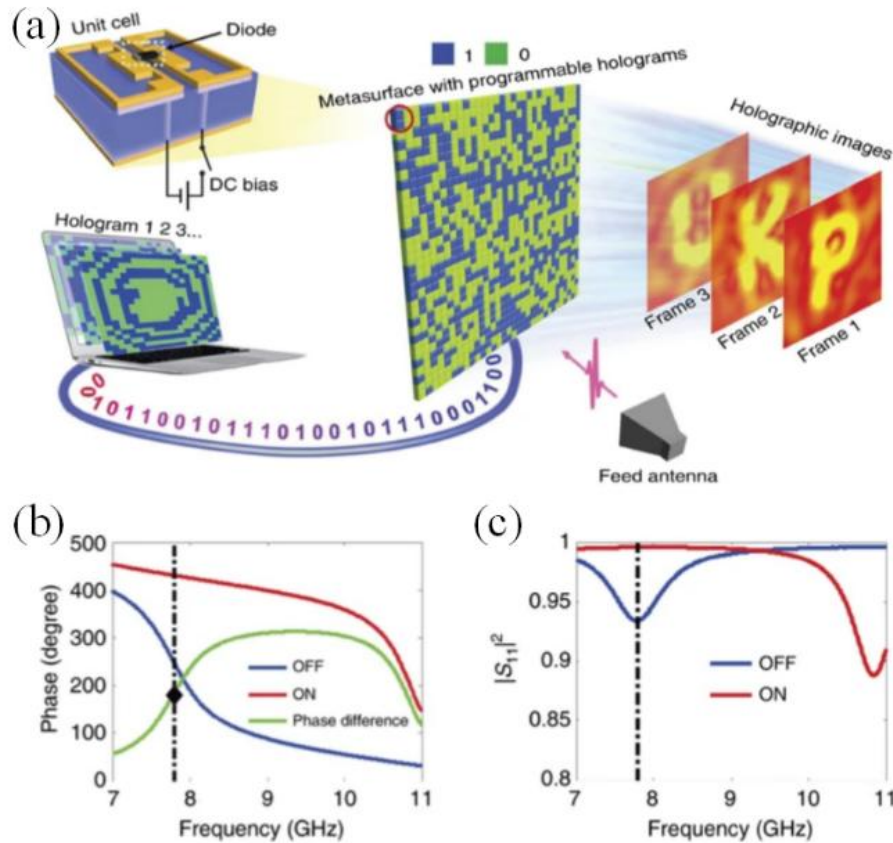 (a)
Unit cell
Diode
1 0
Metasurface with programmable holograms
Holographic images
DC bias
Hologram 1 2 3...
U
K
P
Frame 3
Frame 2
Frame 1
00101100101110100101110001100
Feed antenna
(b)
500
400
300
200
100
0
Phase (degree)
OFF
ON
Phase difference
7 8 9 10 11
Frequency (GHz)
(c)
1
0.95
0.9
0.85
0.8
|S₁₁|²
OFF
ON
7 8 9 10 11
Frequency (GHz)